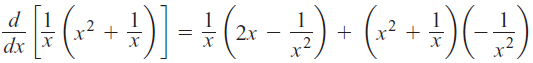 d/dx [1/x (x² + 1/x)] = 1/x (2x − 1/x²) + (x² + 1/x)(−1/x²)